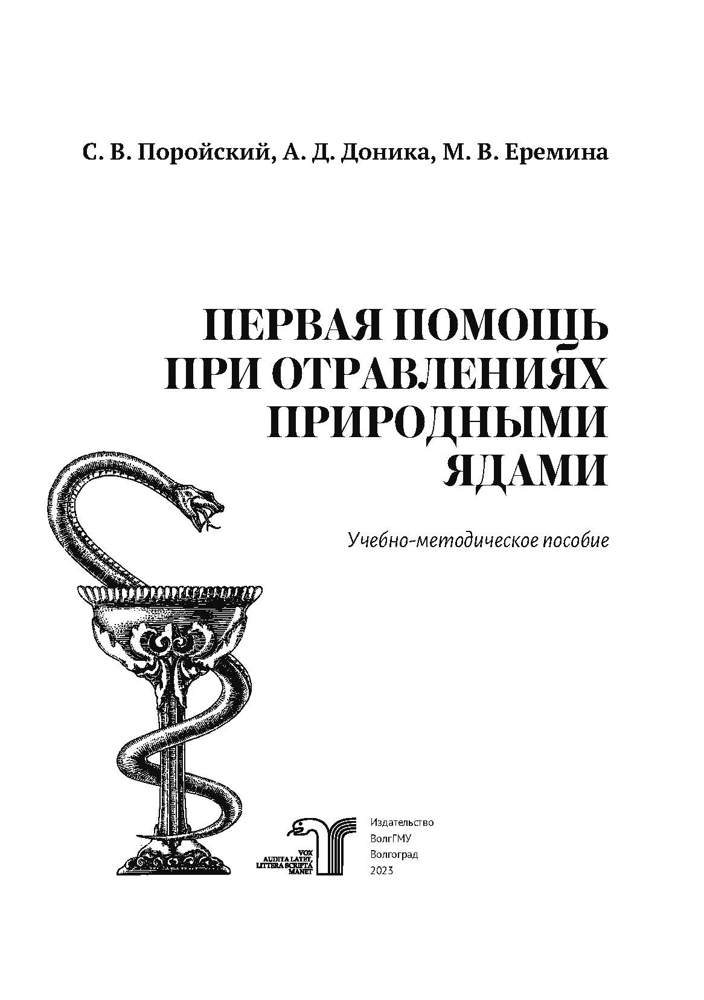 С. В. Поройский, А. Д. Доника, М. В. Еремина
ПЕРВАЯ ПОМОЩЬ
ПРИ ОТРАВЛЕНИЯХ
ПРИРОДНЫМИ
ЯДАМИ
Учебно-методическое пособие
VOX
AUDITA LATET,
LITTERA SCRIPTA
MANET
Издательство
ВолгГМУ
Волгоград
2023